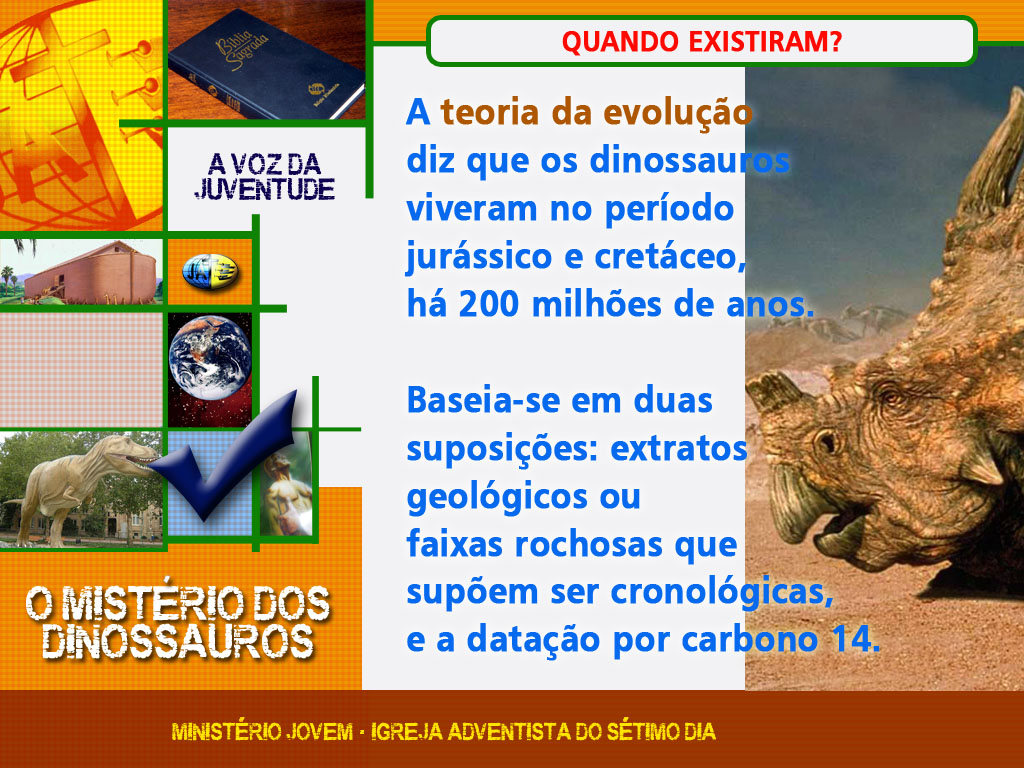 QUANDO EXISTIRAM?
Bíblia
Sagrada
A VOZ DA
JUVENTUDE
JA
A teoria da evolução
diz que os dinossauros
viveram no período
jurássico e cretáceo,
há 200 milhões de anos.
Baseia-se em duas
suposições: extratos
geológicos ou
faixas rochosas que
supõem ser cronológicas,
e a datação por carbono 14.
O MISTÉRIO DOS
DINOSSAUROS
MINISTÉRIO JOVEM - IGREJA ADVENTISTA DO SÉTIMO DIA